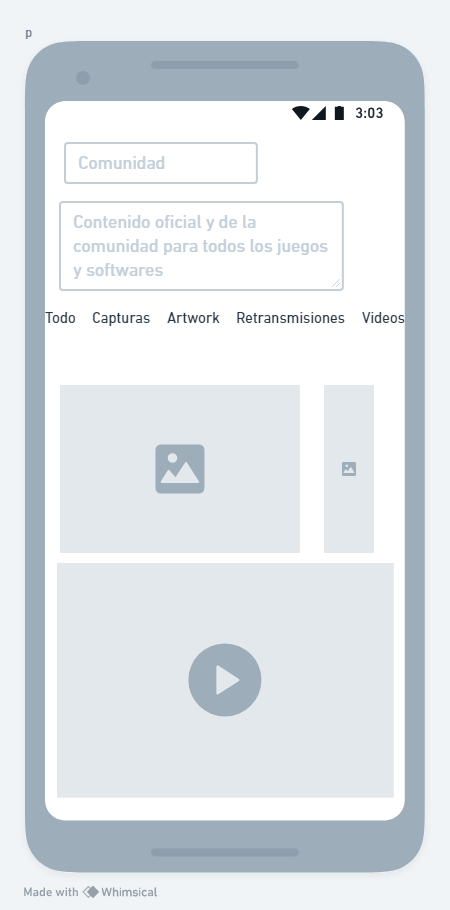 p
3:03
Comunidad
Contenido oficial y de la
comunidad para todos los juegos
y softwares
Todo Capturas Artwork Retransmisiones Videos
Made with Whimsical